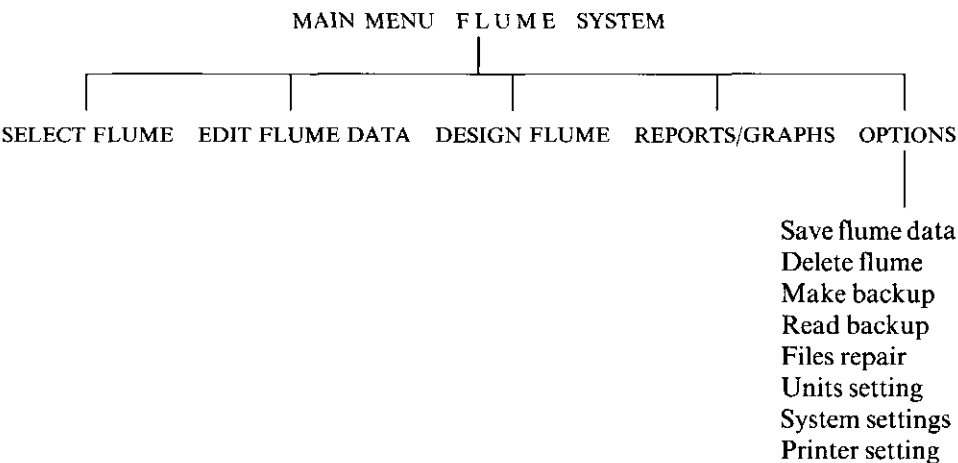 MAIN MENU FLUME SYSTEM
SELECT FLUME EDIT FLUME DATA DESIGN FLUME REPORTS/GRAPHS OPTIONS
Save flume data
Delete flume
Make backup
Read backup
Files repair
Units setting
System settings
Printer setting